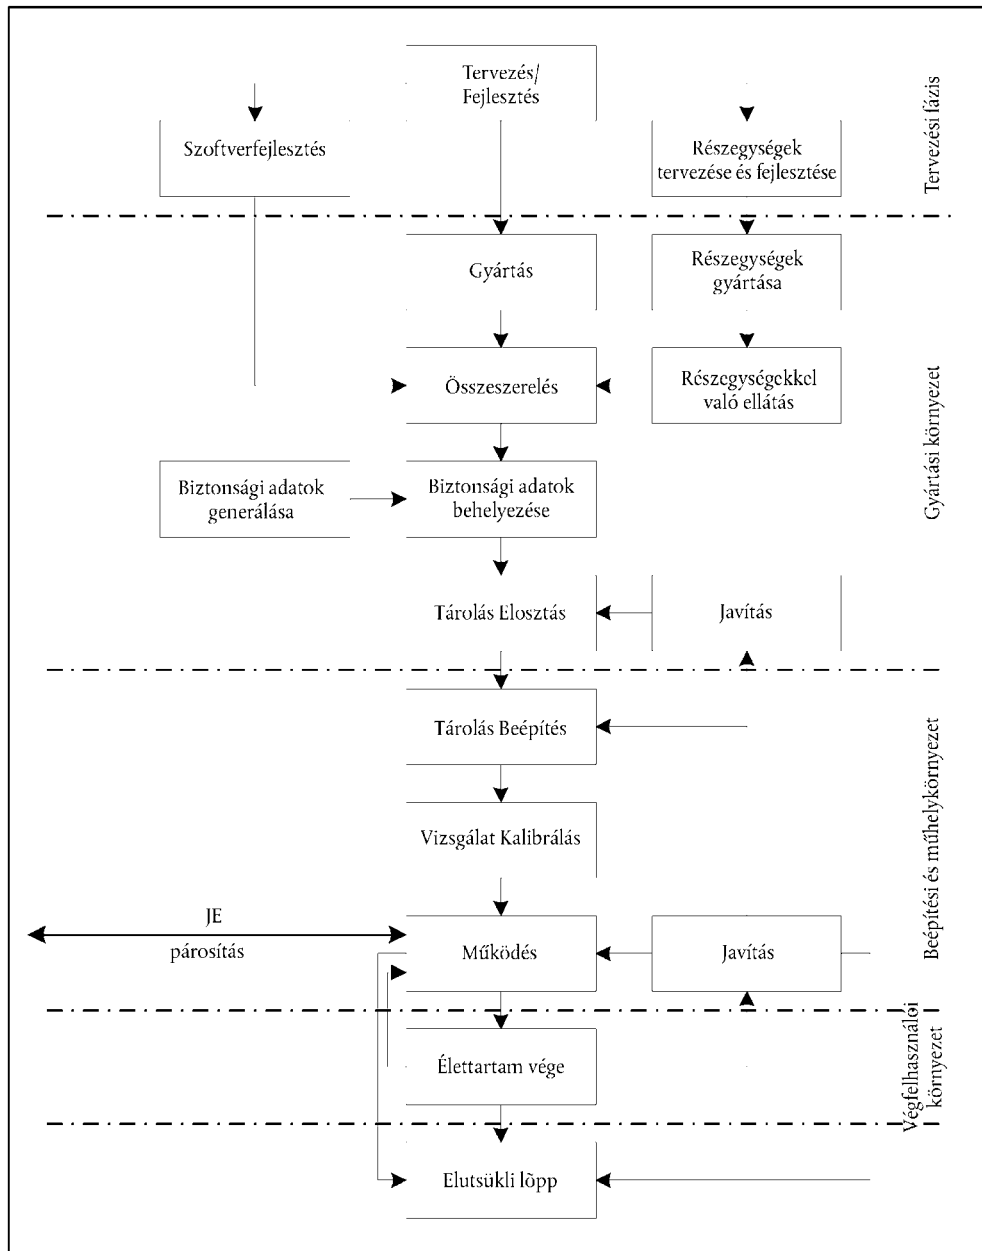 Tervezés/
Fejlesztés
Szoftverfejlesztés
Részegységek
tervezése és fejlesztése
Tervezési fázis
Gyártás
Részegységek
gyártása
Összeszerelés
Részegységekkel
való ellátás
Biztonsági adatok
generálása
Biztonsági adatok
behelyezése
Gyártási környezet
Tárolás Elosztás
Javítás
Tárolás Beépítés
Vizsgálat Kalibrálás
Beépítési és műhelykörnyezet
JE
párosítás
Működés
Javítás
Élettartam vége
Végfelhasználói
környezet
Elutsükli lõpp